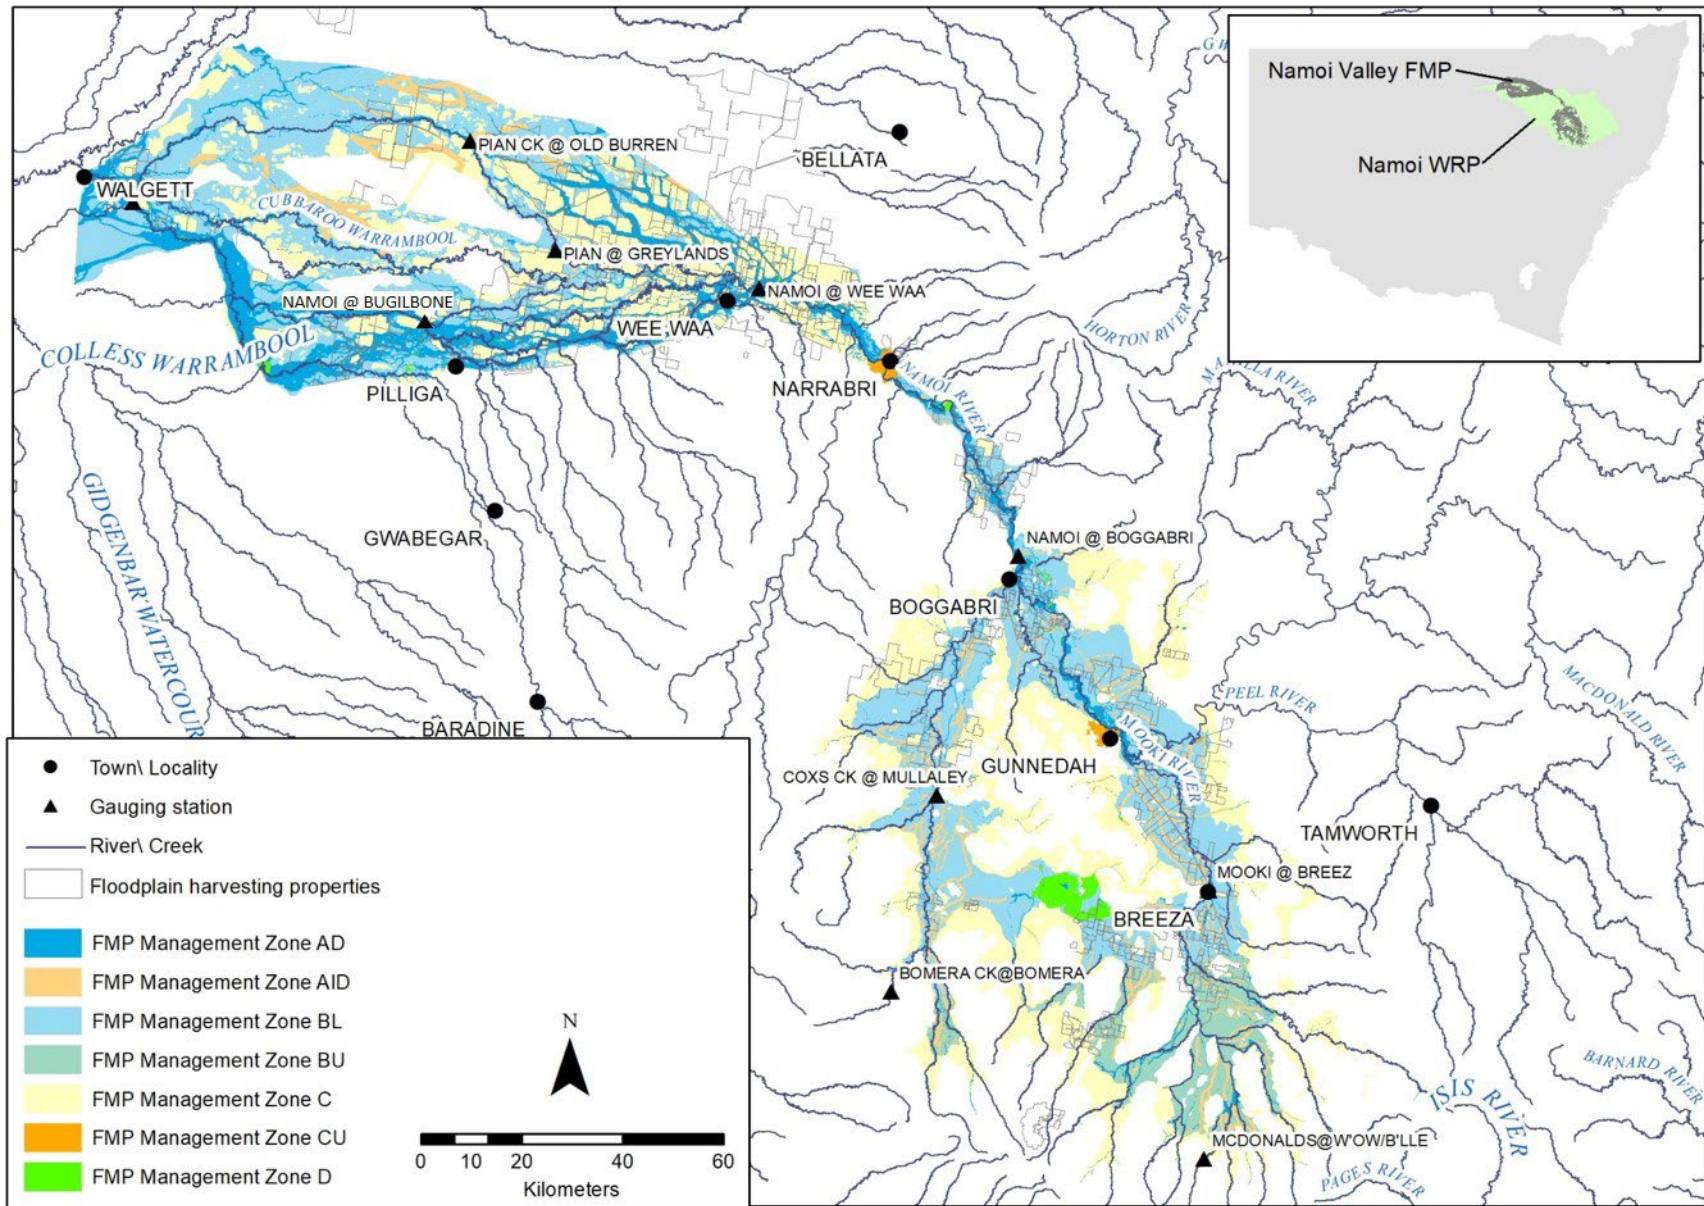 GW
Namoi Valley FMP
Namoi WRP
PIAN CK @ OLD BURREN
BELLATA
WALGETT
CUBBAROO WARRAMBOOL
PIAN @ GREYLANDS
NAMOI @ WEE WAA
NAMOI @ BUGILBONE
WEE WAA
HORTON RIVER
COLLESS WARRAMBOOL
PILLIGA
NARRABRI
NAMOI RIVER
RIVER
GWABEGAR
GIDGENBAR WATERCOUR
NAMOI @ BOGGABRI
BOGGABRI
PEEL RIVER
MACDONALD RIVER
BARADINE
MOOKI RIVER
GUNNEDAH
COXS CK @ MULLALEY
TAMWORTH
MOOKI @ BREEZ
BREEZA
BOMERA CK@BOMERA
BARNARD RIVER
ISIS RIVER
MCDONALDS@W'OW/B'LLE
PAGES RIVER
Town\ Locality
Gauging station
River\ Creek
Floodplain harvesting properties
FMP Management Zone AD
FMP Management Zone AID
FMP Management Zone BL
FMP Management Zone BU
FMP Management Zone C
FMP Management Zone CU
FMP Management Zone D
N
0 10 20 40 60
Kilometers